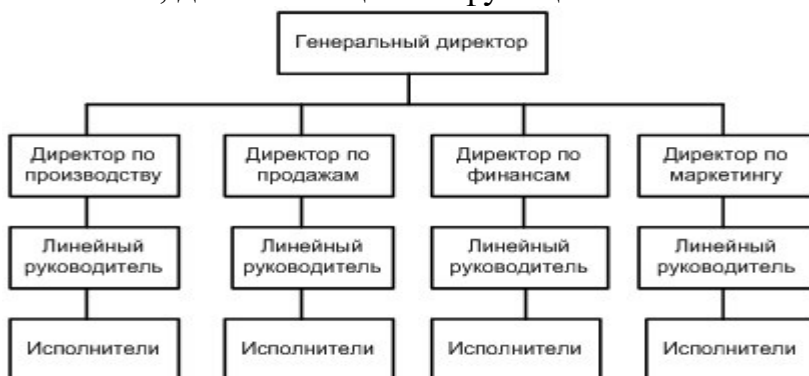 Генеральный директор
Директор по
производству
Директор по
продажам
Директор по
финансам
Директор по
маркетингу
Линейный
руководитель
Линейный
руководитель
Линейный
руководитель
Линейный
руководитель
Исполнители
Исполнители
Исполнители
Исполнители